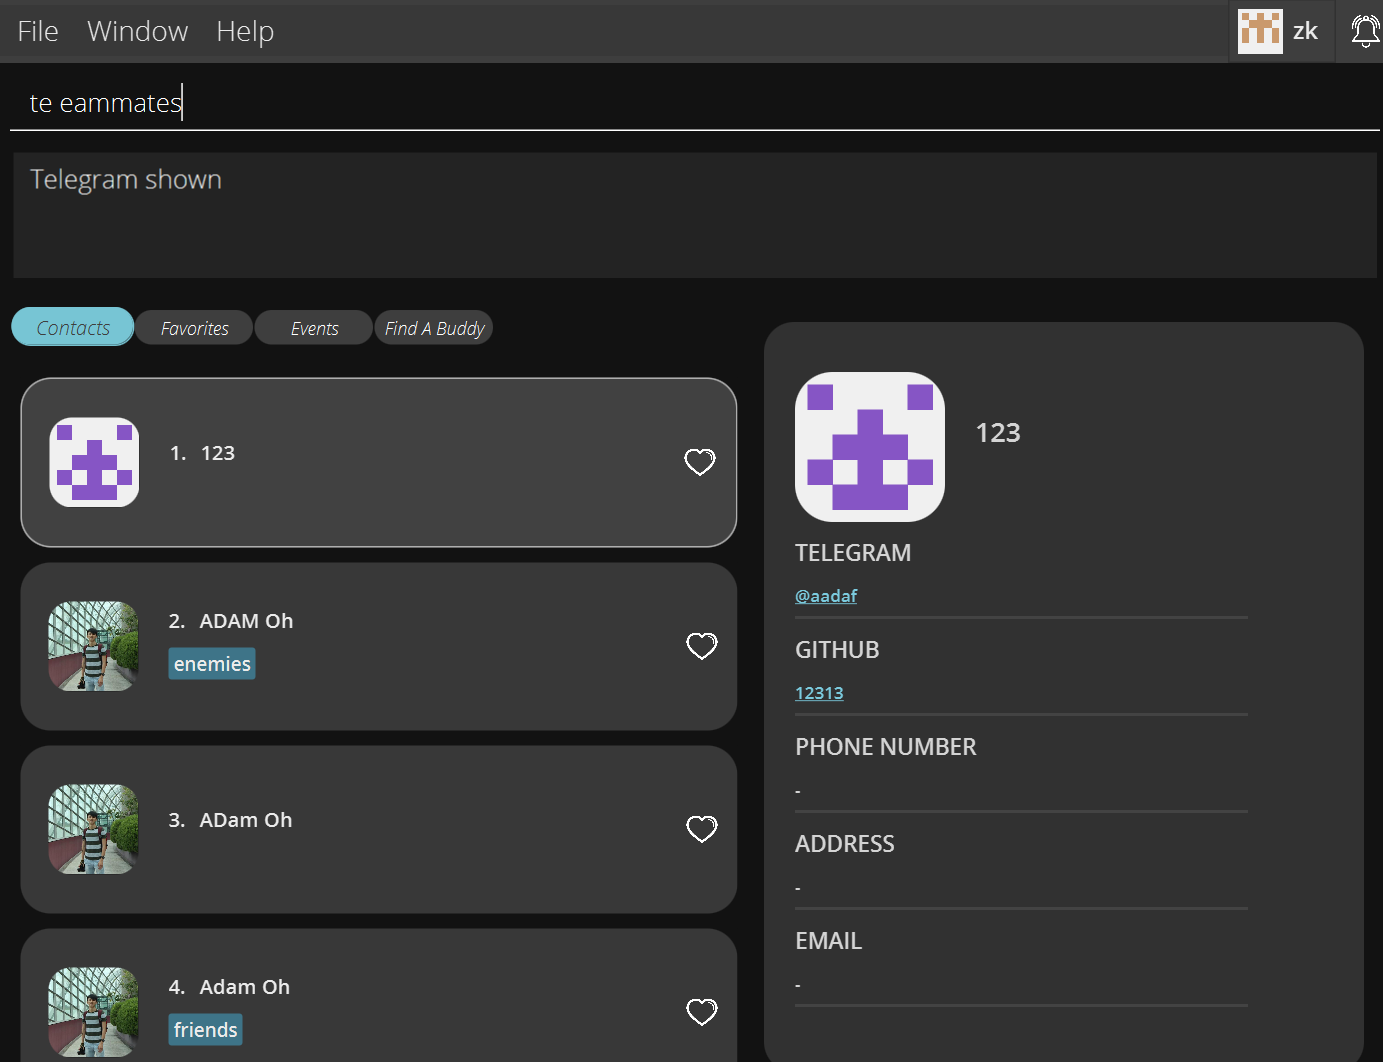 File Window Help zk
te eammates
Telegram shown
Contacts Favorites Events Find A Buddy
1. 123
2. ADAM Oh
enemies
3. ADam Oh
4. Adam Oh
friends
123
TELEGRAM
@aadaf
GITHUB
12313
PHONE NUMBER
-
ADDRESS
-
EMAIL
-